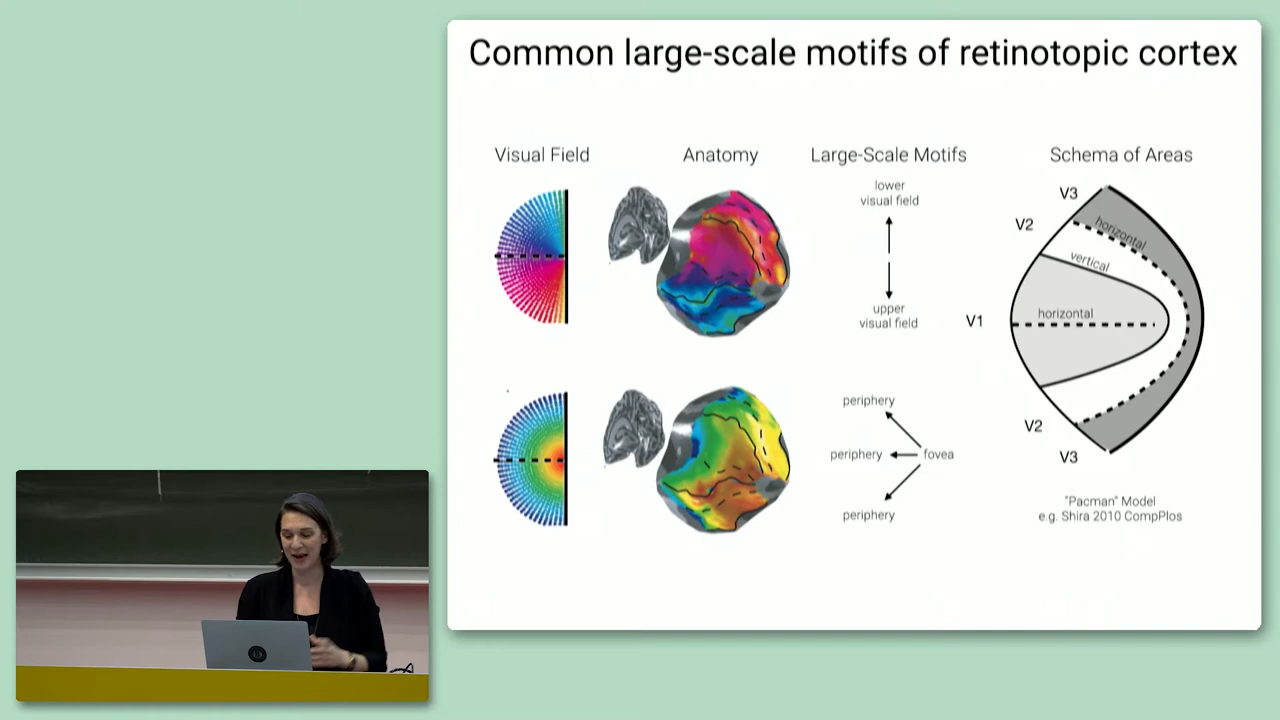 Common large-scale motifs of retinotopic cortex
Visual Field
Anatomy
Large-Scale Motifs
Schema of Areas
lower
visual field
upper
visual field
V3
V2
horizontal
vertical
V1
horizontal
V2
V3
periphery
periphery
fovea
periphery
"Pacman" Model
e.g. Shira 2010 CompPlos